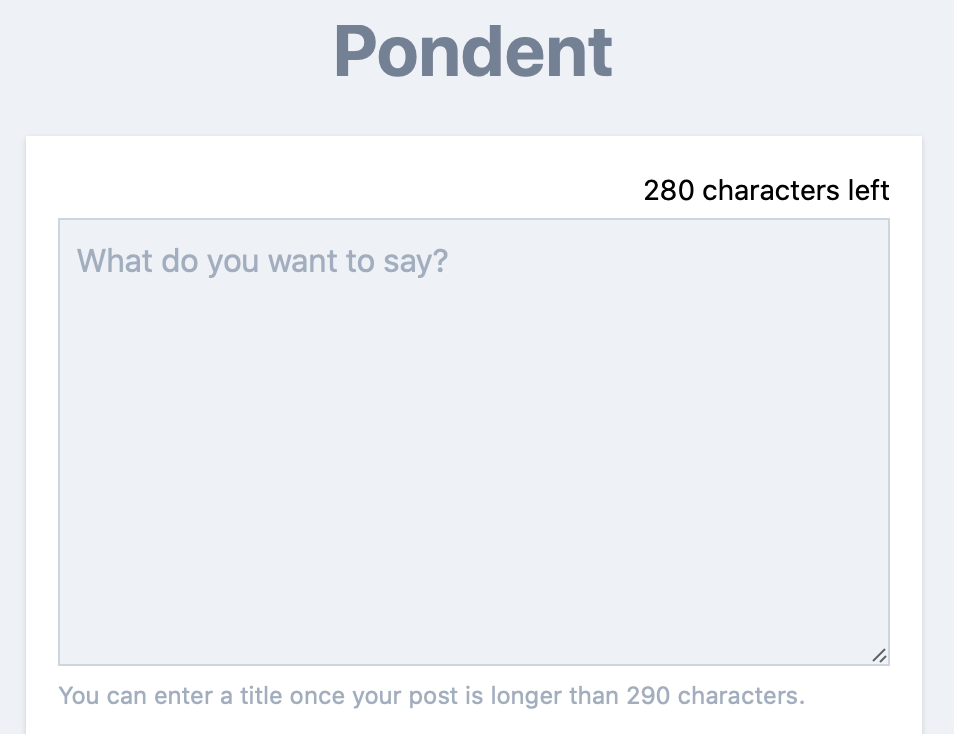 Pondent
280 characters left
What do you want to say?
You can enter a title once your post is longer than 290 characters.